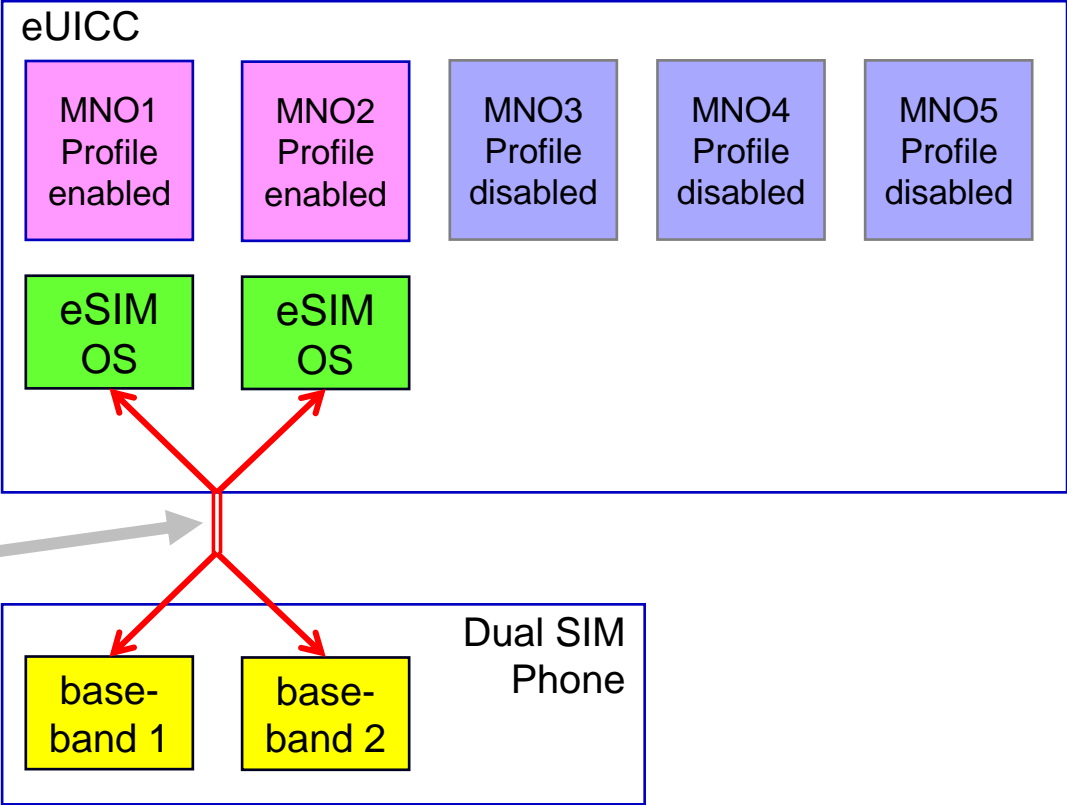 eUICC
MNO1
Profile
enabled
MNO2
Profile
enabled
MNO3
Profile
disabled
MNO4
Profile
disabled
MNO5
Profile
disabled
eSIM
OS
eSIM
OS
Dual SIM
Phone
base-
band 1
base-
band 2